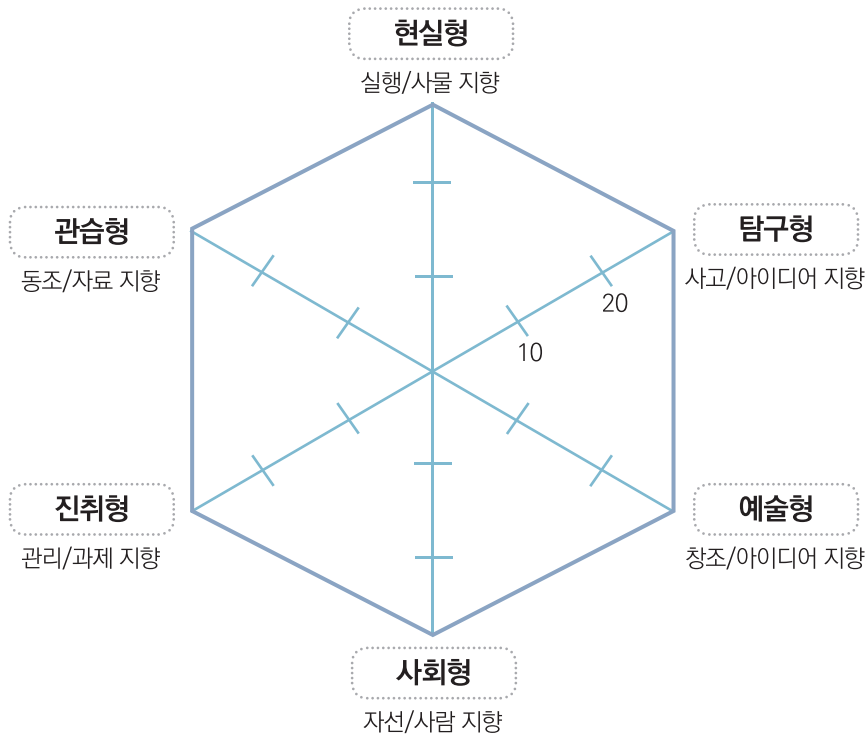 현실형
실행/사물 지향
관습형
동조/자료 지향
탐구형
사고/아이디어 지향
20
10
진취형
관리/과제 지향
예술형
창조/아이디어 지향
사회형
자선/사람 지향